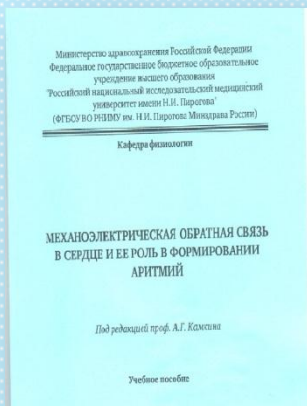 Министерство здравоохранения Российской Федерации
Федеральное государственное бюджетное образовательное
учреждение высшего образования
"Российский национальный исследовательский медицинский
университет имени Н.И. Пирогова"
(ФГБОУ ВО РНИМУ им. Н.И. Пирогова Минздрава России)
Кафедра физиологии
МЕХАНОЭЛЕКТРИЧЕСКАЯ ОБРАТНАЯ СВЯЗЬ
В СЕРДЦЕ И ЕЕ РОЛЬ В ФОРМИРОВАНИИ
АРИТМИЙ
Под редакцией проф. А.Г. Камкина
Учебное пособие